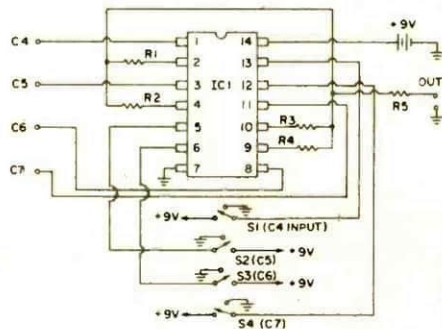 +9V
C4
1
14
R1
2
13
C5
3
IC1
12
OUT
R2
4
11
R5
C6
R3
5
10
R4
6
9
C7
7
8
+9V
S1(C4 INPUT)
S2(C5)
+9V
S3(C6)
+9V
+9V
S4 (C7)